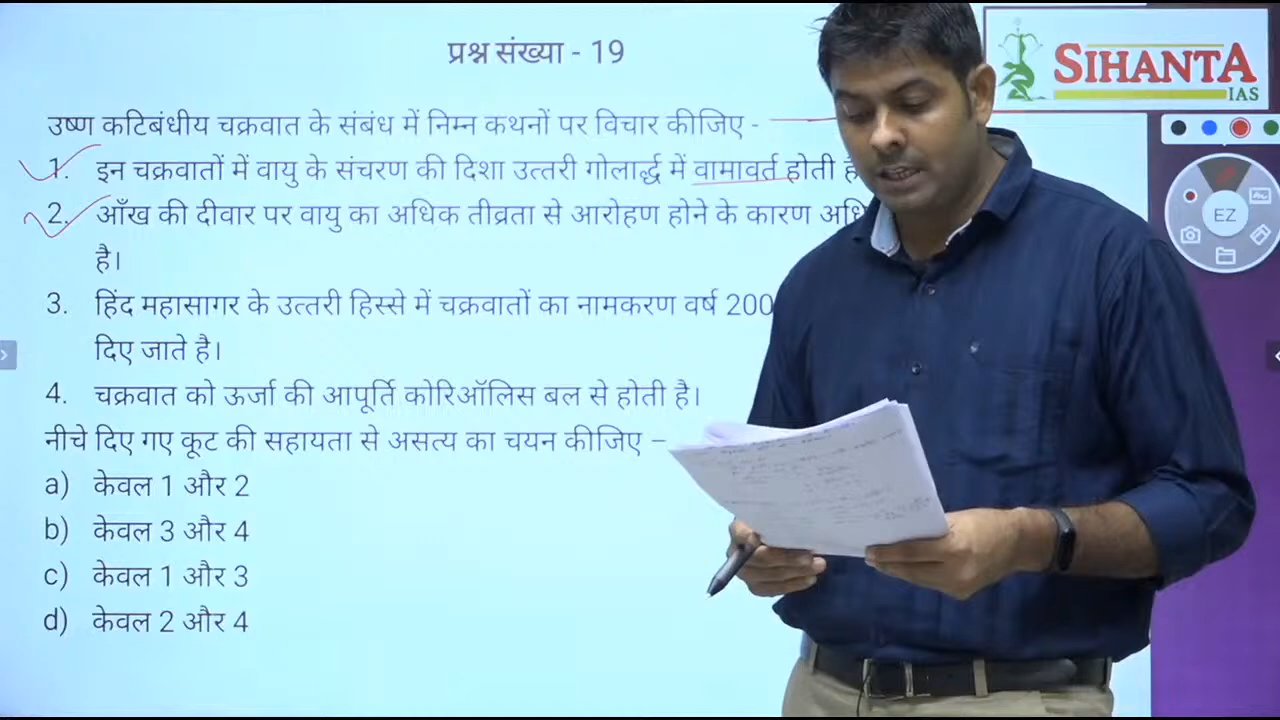 प्रश्न संख्या - 19
SIHANTA
IAS
उष्ण कटिबंधीय चक्रवात के संबंध में निम्न कथनों पर विचार कीजिए -
1. इन चक्रवातों में वायु के संचरण की दिशा उत्तरी गोलार्द्ध में वामावर्त होती
2. आँख की दीवार पर वायु का अधिक तीव्रता से आरोहण होने के कारण
है।
3. हिंद महासागर के उत्तरी हिस्से में चक्रवातों का नामकरण वर्ष 200
दिए जाते है।
4. चक्रवात को ऊर्जा की आपूर्ति कोरिऑलिस बल से होती है।
नीचे दिए गए कूट की सहायता से असत्य का चयन कीजिए –
a) केवल 1 और 2
b) केवल 3 और 4
c) केवल 1 और 3
d) केवल 2 और 4
EZ